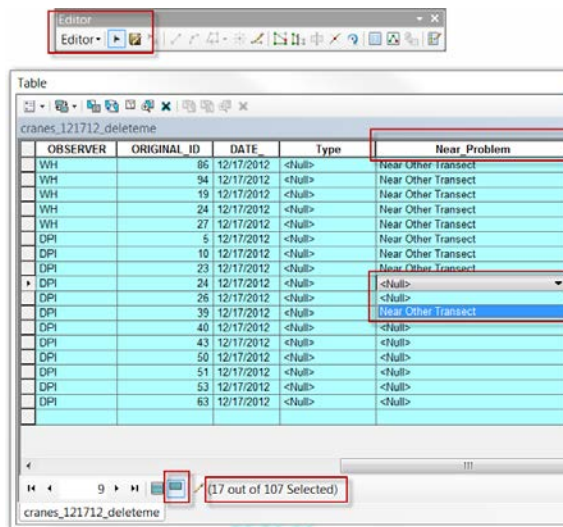 Editor
Editor
Table
cranes_121712_deleteme
OBSERVER ORIGINAL_ID DATE_ Type Near_Problem
WH 86 12/17/2012 <Null> Near Other Transect
WH 94 12/17/2012 <Null> Near Other Transect
WH 19 12/17/2012 <Null> Near Other Transect
WH 24 12/17/2012 <Null> Near Other Transect
WH 27 12/17/2012 <Null> Near Other Transect
DPI 5 12/17/2012 <Null> Near Other Transect
DPI 10 12/17/2012 <Null> Near Other Transect
DPI 23 12/17/2012 <Null> Near Other Transect
DPI 24 12/17/2012 <Null> <Null>
DPI 26 12/17/2012 <Null> <Null>
DPI 39 12/17/2012 <Null> Near Other Transect
DPI 40 12/17/2012 <Null> <Null>
DPI 43 12/17/2012 <Null> <Null>
DPI 50 12/17/2012 <Null> <Null>
DPI 51 12/17/2012 <Null> <Null>
DPI 53 12/17/2012 <Null> <Null>
DPI 63 12/17/2012 <Null> <Null>
9 (17 out of 107 Selected)
cranes_121712_deleteme